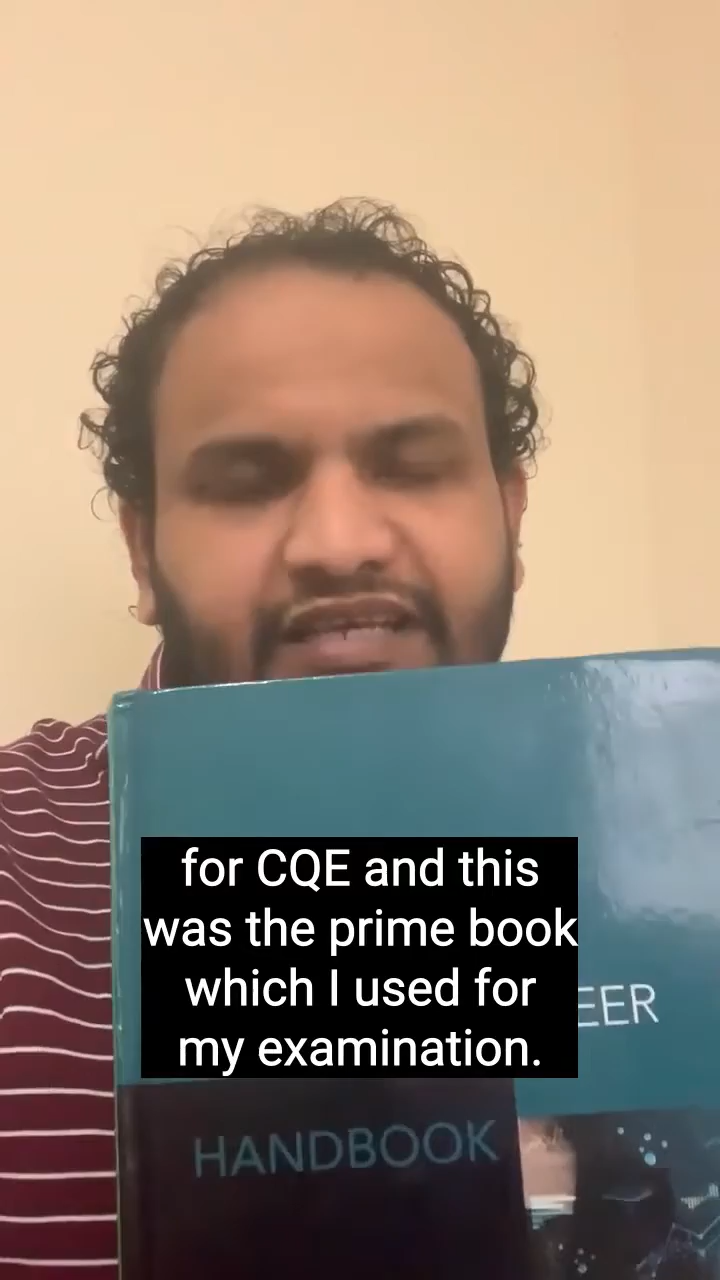 for CQE and this
was the prime book
which I used for
my examination.
EER
HANDBOOK